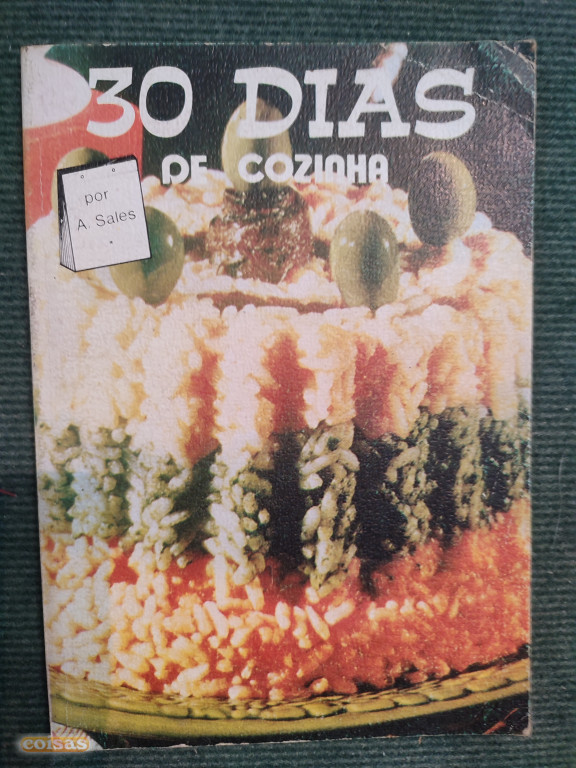 30 DIAS
DE COZINHA
por
A. Sales
coisas